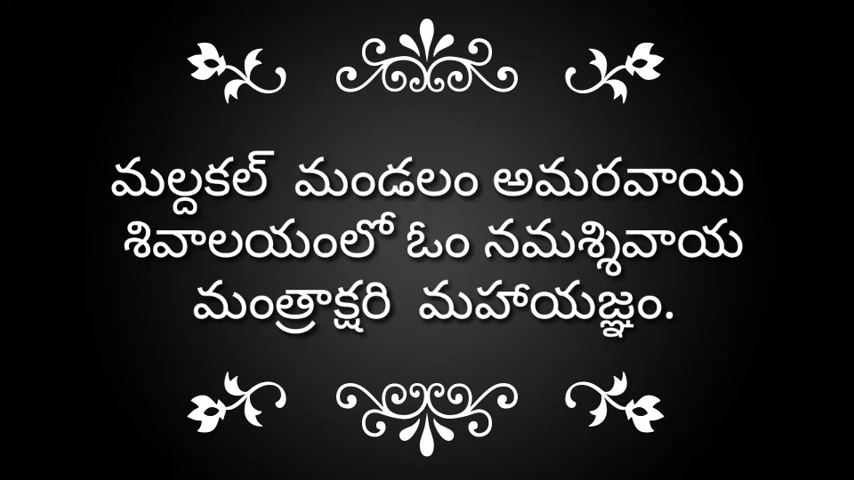 మల్దకల్ మండలం అమరవాయి
శివాలయంలో ఓం నమశ్శివాయ
మంత్రాక్షరి మహాయజ్ఞం.